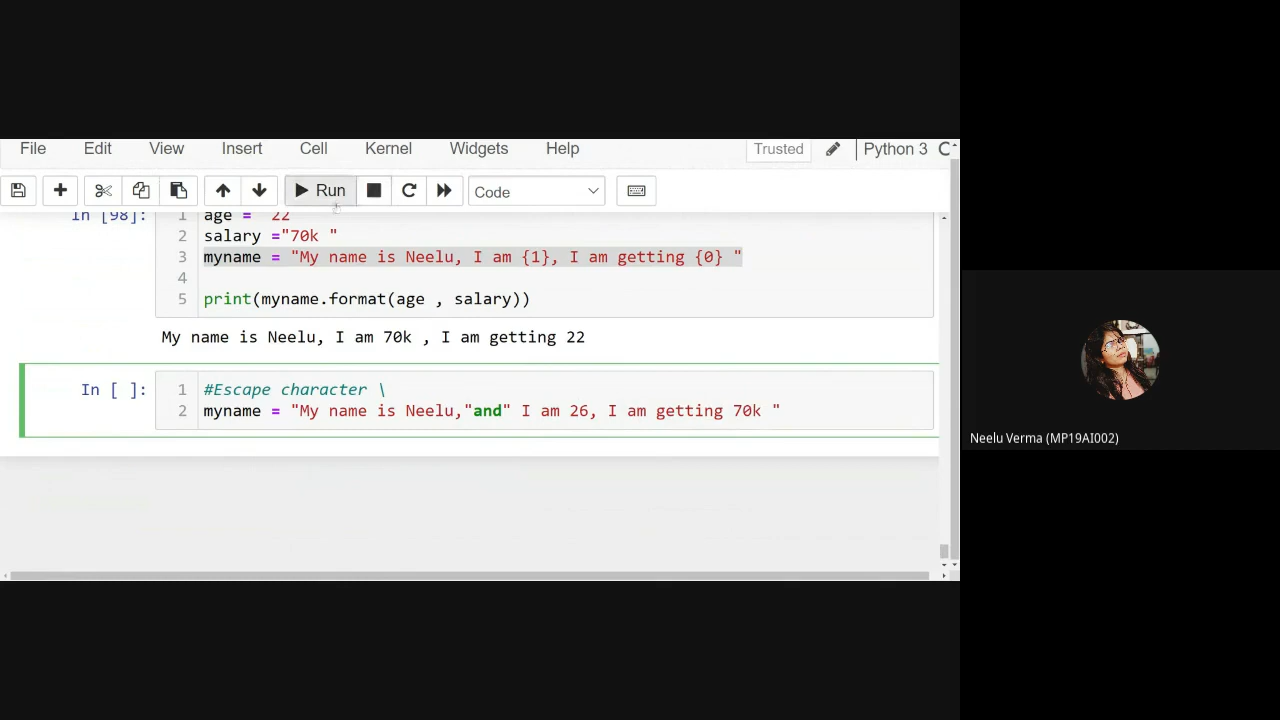 File Edit View Insert Cell Kernel Widgets Help Trusted Python 3
Run Code
In [98]: 1 age = "22"
2 salary ="70k "
3 myname = "My name is Neelu, I am {1}, I am getting {0} "
4
5 print(myname.format(age , salary))
My name is Neelu, I am 70k , I am getting 22
In [ ]: 1 #Escape character \
2 myname = "My name is Neelu,"and" I am 26, I am getting 70k "
Neelu Verma (MP19AI002)